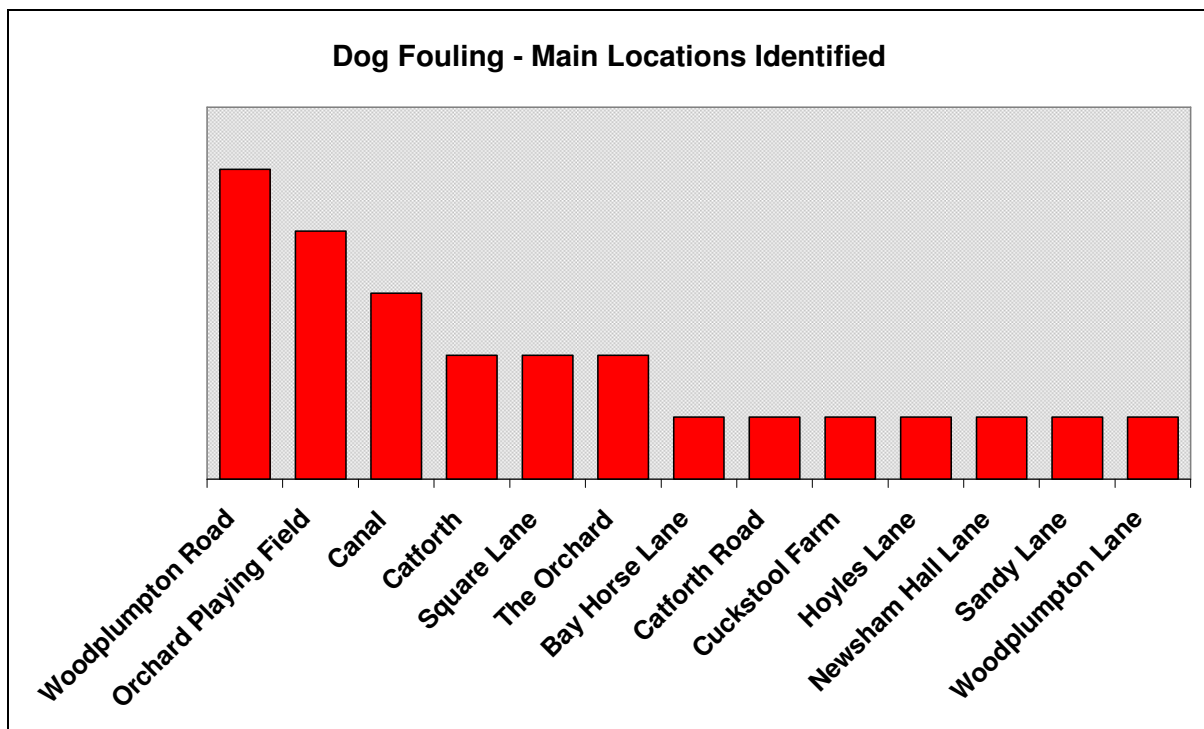 Dog Fouling - Main Locations Identified
Woodplumpton Road
Orchard Playing Field
Canal
Catforth
Square Lane
The Orchard
Bay Horse Lane
Catforth Road
Cuckstool Farm
Hoyles Lane
Newsham Hall Lane
Sandy Lane
Woodplumpton Lane